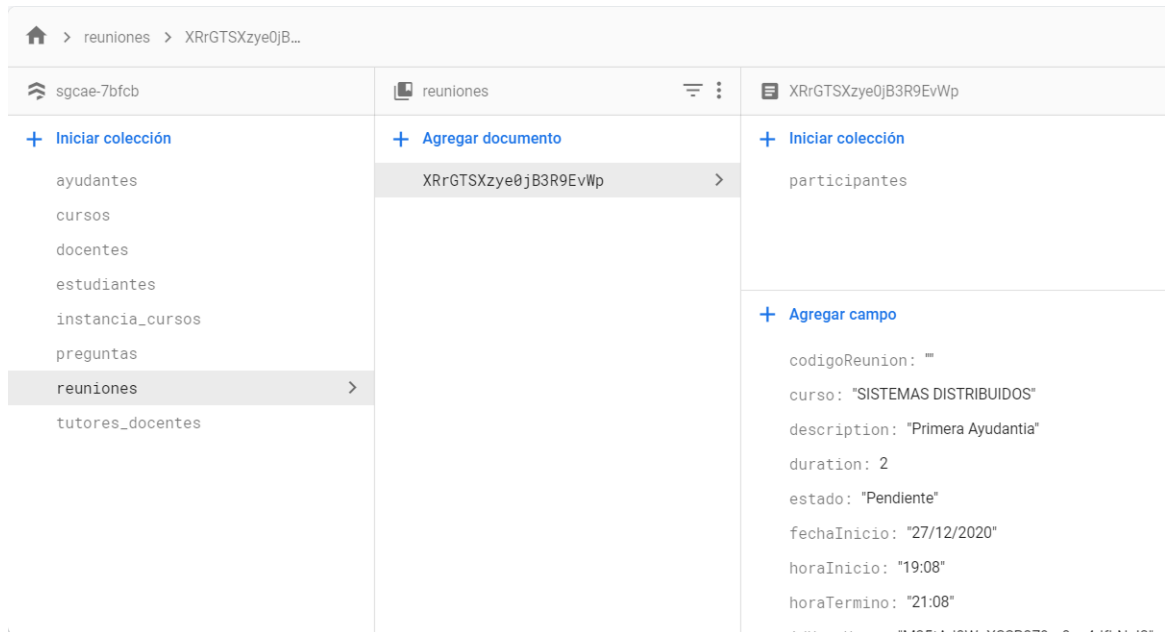 reuniones > XRrGTSXzye0jB…
sgcae-7bfcb
reuniones
XRrGTSXzye0jB3R9EvWp
+ Iniciar colección
+ Agregar documento
+ Iniciar colección
ayudantes
cursos
docentes
estudiantes
instancia_cursos
preguntas
reuniones
tutores_docentes
XRrGTSXzye0jB3R9EvWp
participantes
+ Agregar campo
codigoReunion: ""
curso: "SISTEMAS DISTRIBUIDOS"
description: "Primera Ayudantia"
duration: 2
estado: "Pendiente"
fechaInicio: "27/12/2020"
horaInicio: "19:08"
horaTermino: "21:08"